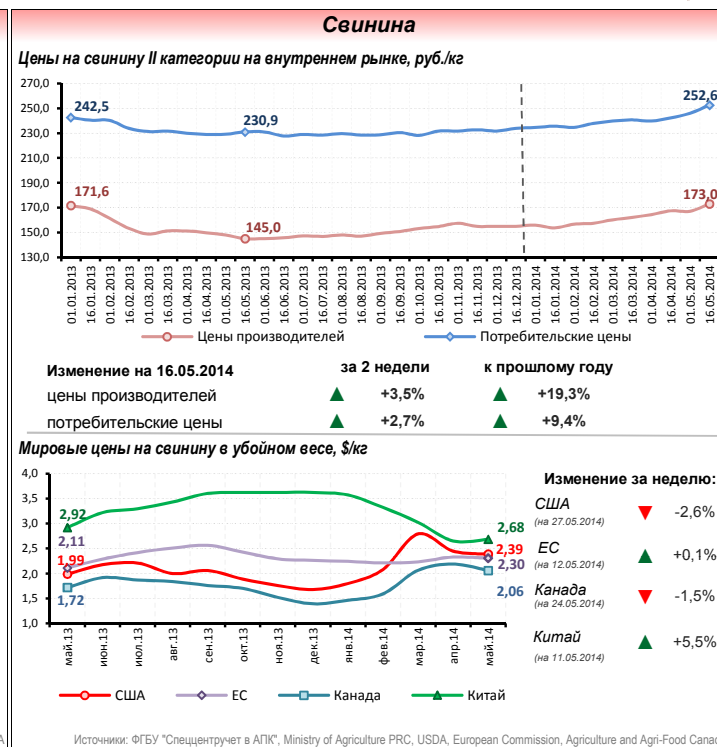 Свинина
Цены на свинину II категории на внутреннем рынке, руб./кг
270,0
250,0
230,0
210,0
190,0
170,0
150,0
130,0
242,5
230,9
252,6
171,6
145,0
173,0
01.01.2013
16.01.2013
01.02.2013
16.02.2013
01.03.2013
16.03.2013
01.04.2013
16.04.2013
01.05.2013
16.05.2013
01.06.2013
16.06.2013
01.07.2013
16.07.2013
01.08.2013
16.08.2013
01.09.2013
16.09.2013
01.10.2013
16.10.2013
01.11.2013
16.11.2013
01.12.2013
16.12.2013
01.01.2014
16.01.2014
01.02.2014
16.02.2014
01.03.2014
16.03.2014
01.04.2014
16.04.2014
01.05.2014
16.05.2014
Цены производителей Потребительские цены
Изменение на 16.05.2014 за 2 недели к прошлому году
цены производителей +3,5% +19,3%
потребительские цены +2,7% +9,4%
Мировые цены на свинину в убойном весе, $/кг
4,0
3,5
3,0
2,5
2,0
1,5
1,0
2,92
2,11
1,99
1,72
2,68
2,39
2,30
2,06
май.13
июн.13
июл.13
авг.13
сен.13
окт.13
ноя.13
дек.13
янв.14
фев.14
мар.14
апр.14
май.14
США ЕС Канада Китай
Изменение за неделю:
США -2,6%
(на 27.05.2014)
ЕС +0,1%
(на 12.05.2014)
Канада -1,5%
(на 24.05.2014)
Китай +5,5%
(на 11.05.2014)
Источники: ФГБУ "Спеццентручет в АПК", Ministry of Agriculture PRC, USDA, European Commission, Agriculture and Agri-Food Canad